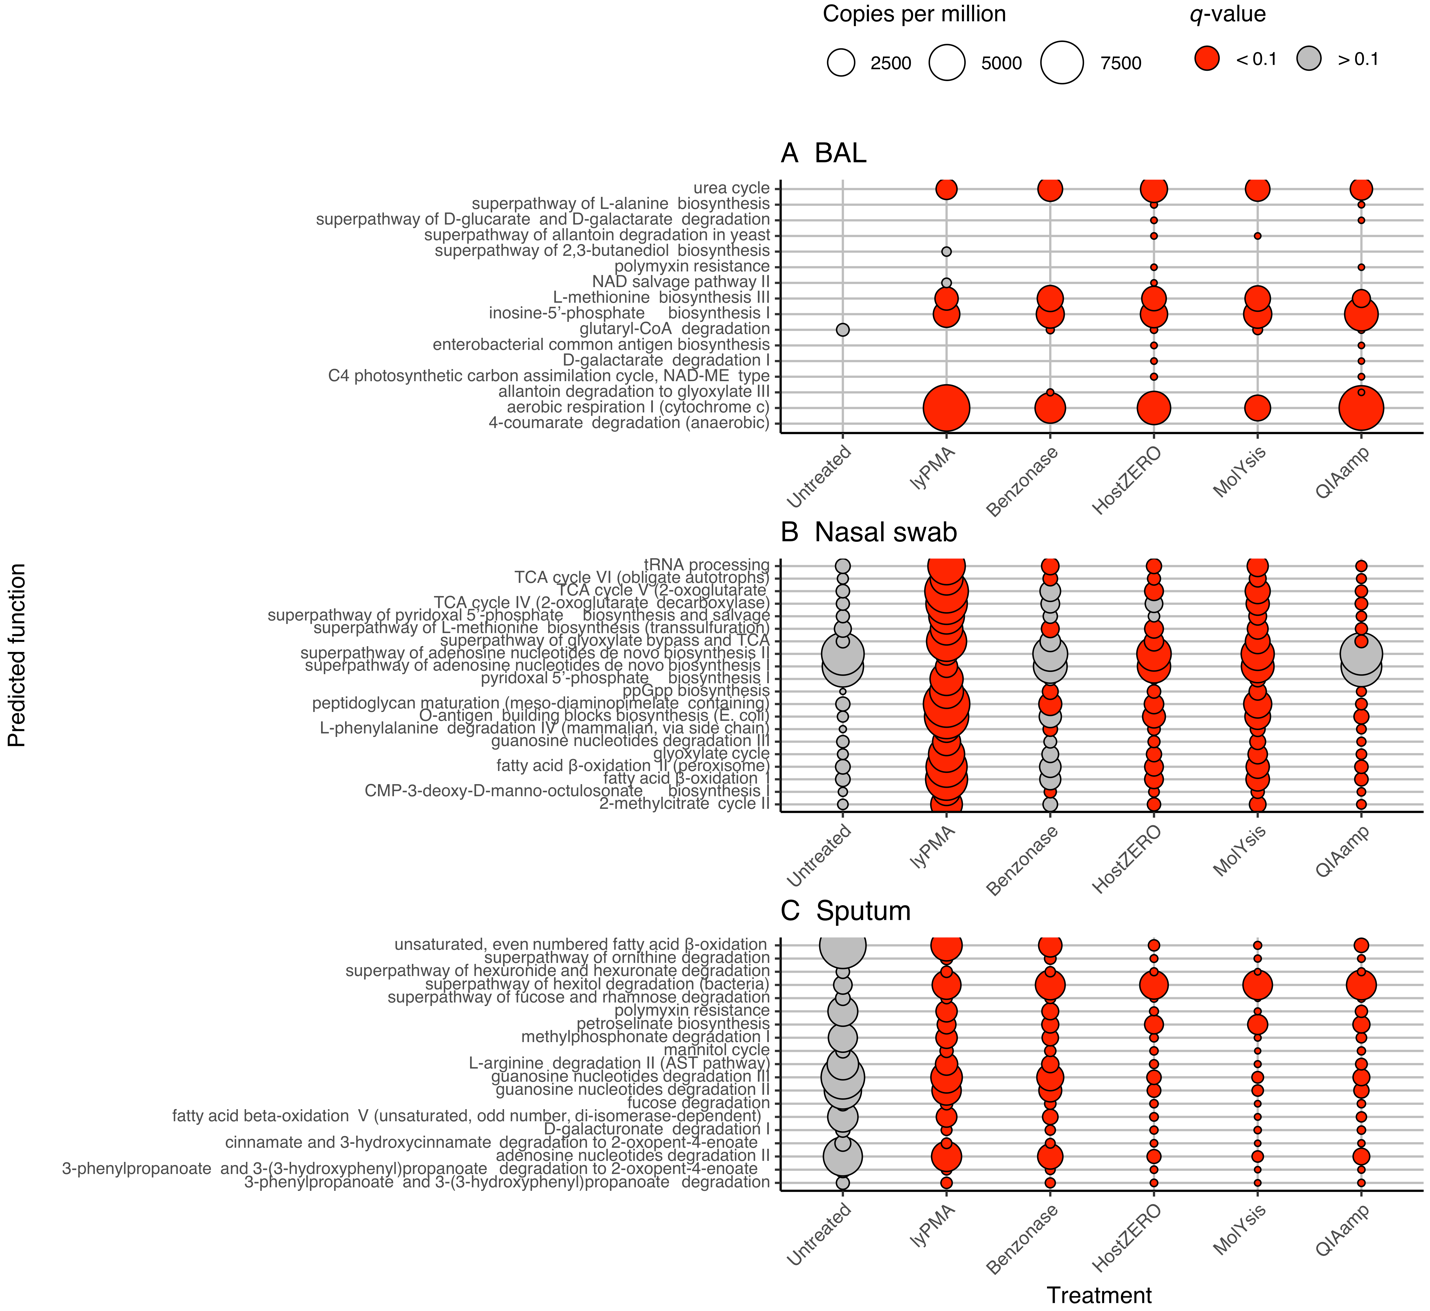 Copies per million
q-value
2500 5000 7500 < 0.1 > 0.1
A BAL
urea cycle
superpathway of L-alanine biosynthesis
superpathway of D-glucarate and D-galactarate degradation
superpathway of allantoin degradation in yeast
superpathway of 2,3-butanediol biosynthesis
polymyxin resistance
NAD salvage pathway II
L-methionine biosynthesis III
inosine-5'-phosphate biosynthesis I
glutaryl-CoA degradation
enterobacterial common antigen biosynthesis
D-galactarate degradation I
C4 photosynthetic carbon assimilation cycle, NAD-ME type
allantoin degradation to glyoxylate III
aerobic respiration I (cytochrome c)
4-coumarate degradation (anaerobic)
Untreated lyPMA Benzonase HostZERO MolYsis QIAamp
B Nasal swab
tRNA processing
TCA cycle VI (obligate autotrophs)
TCA cycle V (2-oxoglutarate
TCA cycle IV (2-oxoglutarate decarboxylase)
superpathway of pyridoxal 5'-phosphate biosynthesis and salvage
superpathway of L-methionine biosynthesis (transsulfuration)
superpathway of glyoxylate bypass and TCA
superpathway of adenosine nucleotides de novo biosynthesis II
superpathway of adenosine nucleotides de novo biosynthesis I
pyridoxal 5'-phosphate biosynthesis I
ppGpp biosynthesis
peptidoglycan maturation (meso-diaminopimelate containing)
O-antigen building blocks biosynthesis (E. coli)
L-phenylalanine degradation IV (mammalian, via side chain)
guanosine nucleotides degradation III
glyoxylate cycle
fatty acid β-oxidation II (peroxisome)
fatty acid β-oxidation I
CMP-3-deoxy-D-manno-octulosonate biosynthesis I
2-methylcitrate cycle II
Untreated lyPMA Benzonase HostZERO MolYsis QIAamp
Predicted function
C Sputum
unsaturated, even numbered fatty acid β-oxidation
superpathway of ornithine degradation
superpathway of hexuronide and hexuronate degradation
superpathway of hexitol degradation (bacteria)
superpathway of fucose and rhamnose degradation
polymyxin resistance
petroselinate biosynthesis
methylphosphonate degradation I
mannitol cycle
L-arginine degradation II (AST pathway)
guanosine nucleotides degradation III
guanosine nucleotides degradation II
fucose degradation
fatty acid beta-oxidation V (unsaturated, odd number, di-isomerase-dependent)
D-galacturonate degradation I
cinnamate and 3-hydroxycinnamate degradation to 2-oxopent-4-enoate
adenosine nucleotides degradation II
3-phenylpropanoate and 3-(3-hydroxyphenyl)propanoate degradation to 2-oxopent-4-enoate
3-phenylpropanoate and 3-(3-hydroxyphenyl)propanoate degradation
Untreated lyPMA Benzonase HostZERO MolYsis QIAamp
Treatment